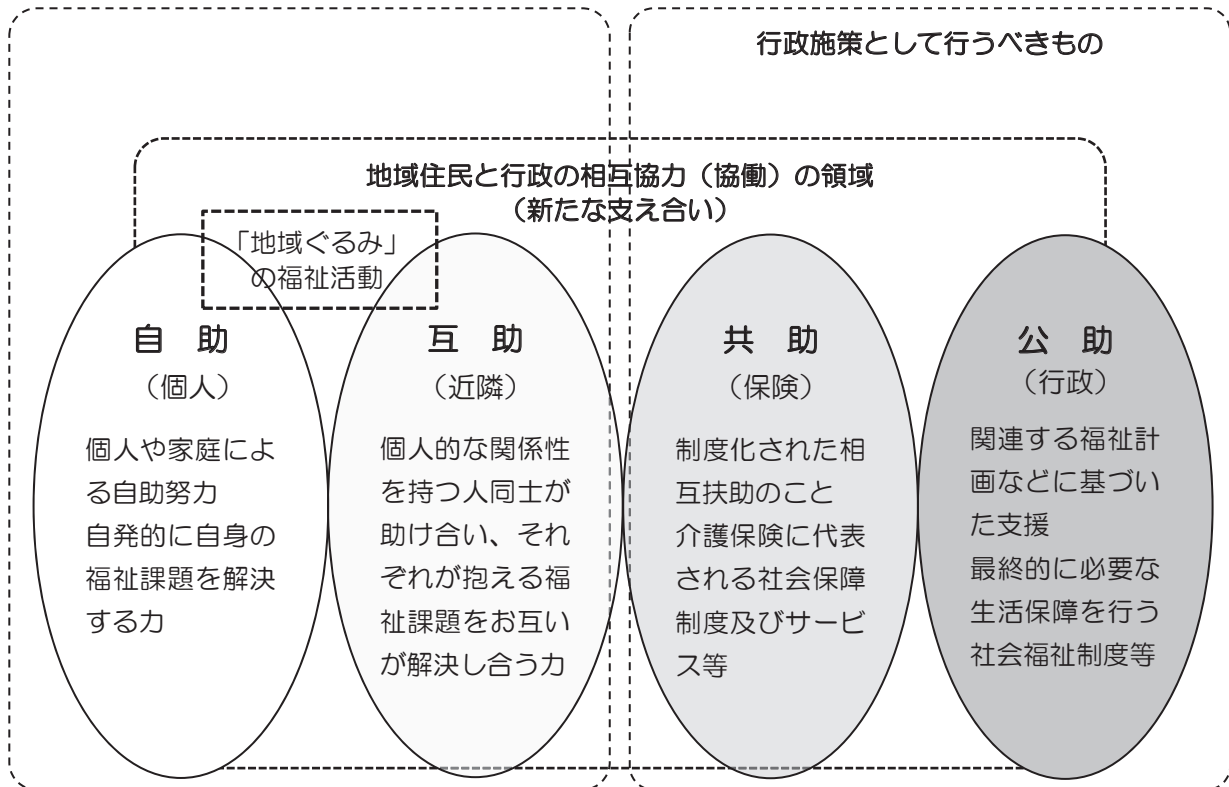 行政施策として行うべきもの
地域住民と行政の相互協力（協働）の領域
（新たな支え合い）
「地域ぐるみ」
の福祉活動
自　助
（個人）
個人や家庭によ
る自助努力
自発的に自身の
福祉課題を解決
する力
互　助
（近隣）
個人的な関係性
を持つ人同士が
助け合い、それ
ぞれが抱える福
祉課題をお互い
が解決し合う力
共　助
（保険）
制度化された相
互扶助のこと
介護保険に代表
される社会保障
制度及びサービ
ス等
公　助
（行政）
関連する福祉計
画などに基づい
た支援
最終的に必要な
生活保障を行う
社会福祉制度等